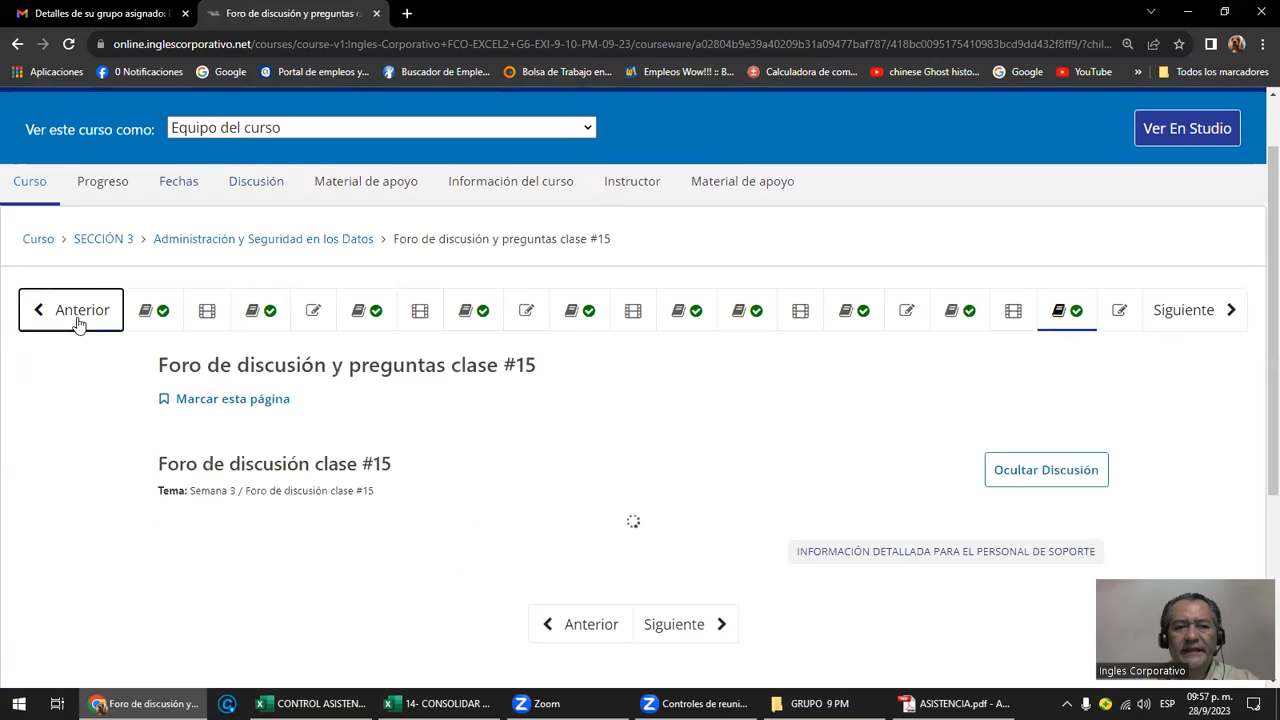 Detalles de su grupo asignado: I
Foro de discusión y preguntas c
online.inglescorporativo.net/courses/course-v1:Ingles-Corporativo+FCO-EXCEL2+G6-EXI-9-10-PM-09-23/courseware/a02804b9e39a40209b31a09477baf787/418bc0095175410983bcd9dd432f8ff9/?chil
Aplicaciones
0 Notificaciones
Google
Portal de empleos y...
Buscador de Emple...
Bolsa de Trabajo en...
Empleos Wow!!! :: B...
Calculadora de com...
chinese Ghost histo...
Google
YouTube
»
Todos los marcadores
Ver este curso como:
Equipo del curso
Ver En Studio
Curso
Progreso
Fechas
Discusión
Material de apoyo
Información del curso
Instructor
Material de apoyo
Curso > SECCIÓN 3 > Administración y Seguridad en los Datos > Foro de discusión y preguntas clase #15
Anterior
Siguiente
Foro de discusión y preguntas clase #15
Marcar esta página
Foro de discusión clase #15
Ocultar Discusión
Tema: Semana 3 / Foro de discusión clase #15
INFORMACIÓN DETALLADA PARA EL PERSONAL DE SOPORTE
Anterior
Siguiente
Ingles Corporativo
Foro de discusión y...
CONTROL ASISTEN...
14- CONSOLIDAR ...
Zoom
Controles de reuni...
GRUPO 9 PM
ASISTENCIA.pdf - A...
ESP
09:57 p. m.
28/9/2023